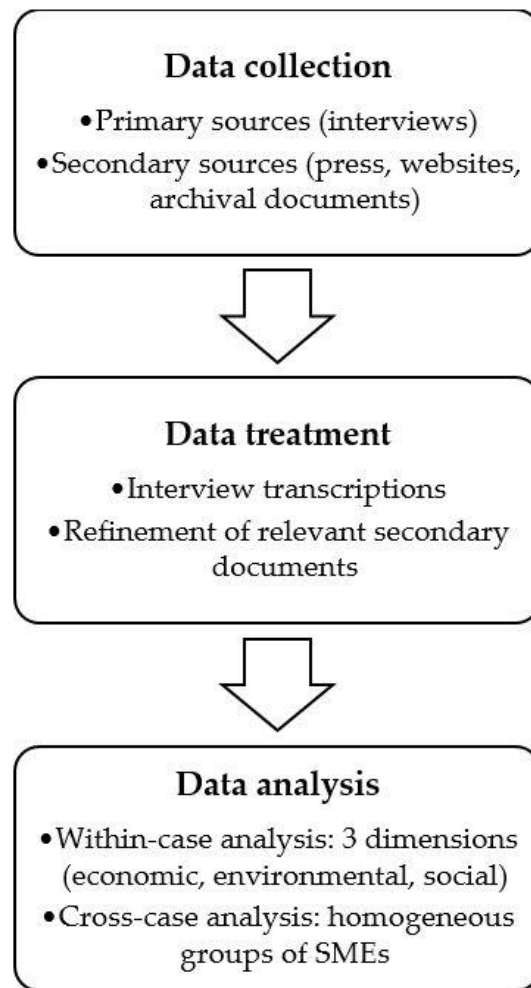 Data collection
•Primary sources (interviews)
•Secondary sources (press, websites,
archival documents)
Data treatment
•Interview transcriptions
•Refinement of relevant secondary
documents
Data analysis
•Within-case analysis: 3 dimensions
(economic, environmental, social)
•Cross-case analysis: homogeneous
groups of SMEs